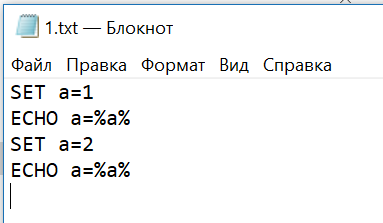 1.txt — Блокнот
Файл Правка Формат Вид Справка
SET a=1
ECHO a=%a%
SET a=2
ECHO a=%a%